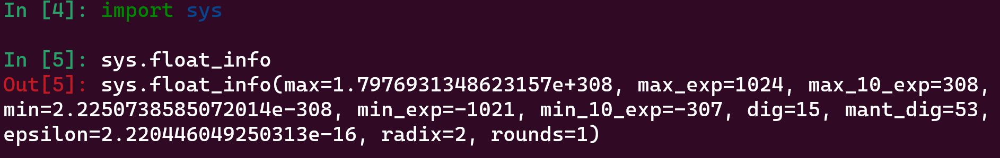 In [4]: import sys
In [5]: sys.float_info
Out[5]: sys.float_info(max=1.7976931348623157e+308, max_exp=1024, max_10_exp=308,
min=2.2250738585072014e-308, min_exp=-1021, min_10_exp=-307, dig=15, mant_dig=53,
epsilon=2.220446049250313e-16, radix=2, rounds=1)